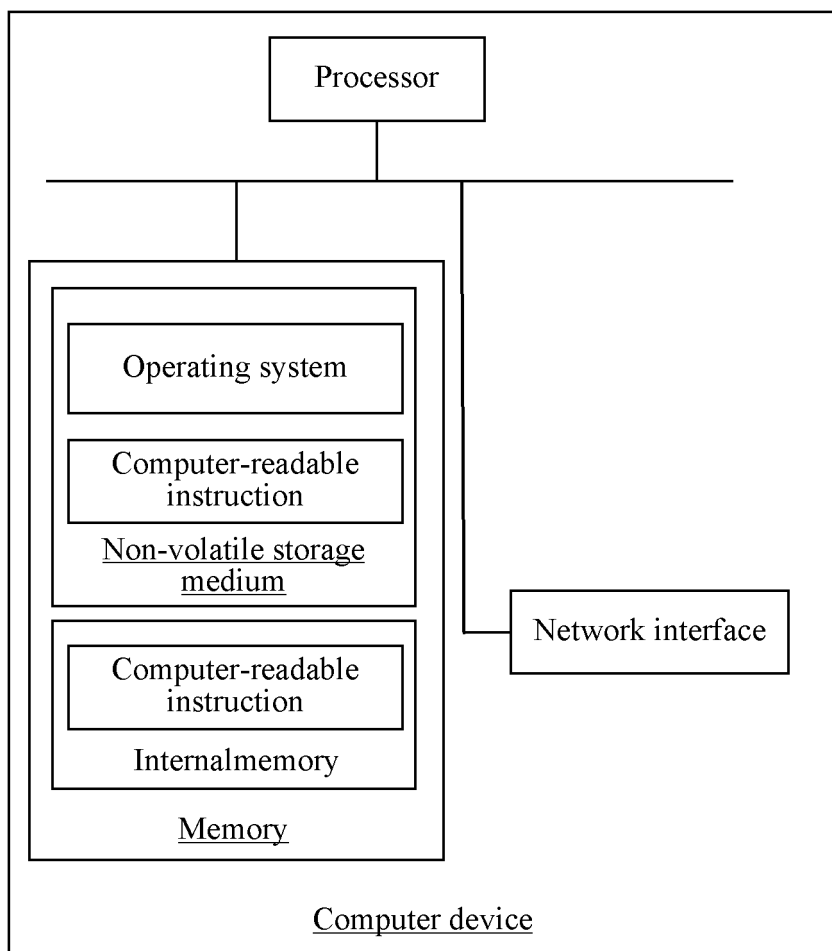 Processor
Operating system
Computer-readable
instruction
Non-volatile storage
medium
Computer-readable
instruction
Internalmemory
Memory
Network interface
Computer device